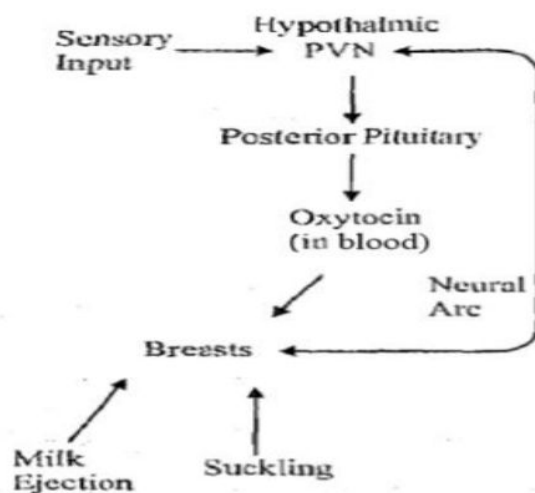 Hypothalmic
PVN
Sensory
Input
Posterior Pituitary
Oxytocin
(in blood)
Neural
Arc
Breasts
Milk
Ejection
Suckling